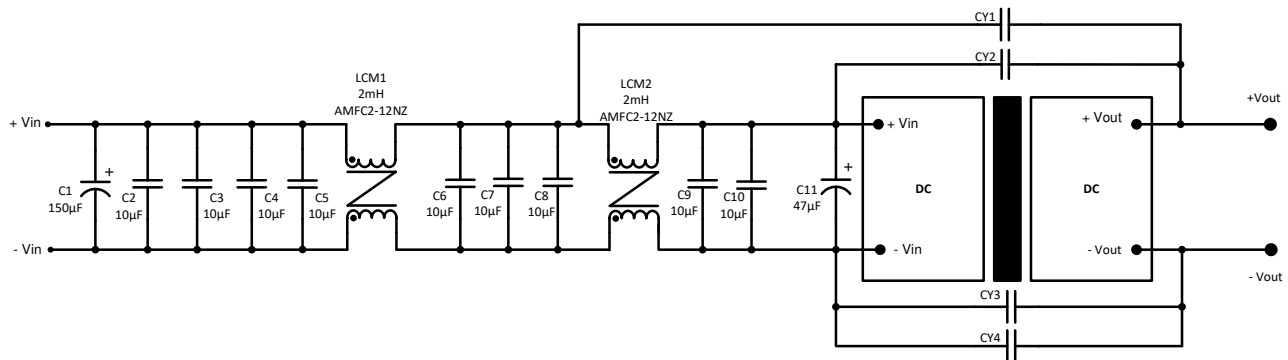 CY1
CY2
LCM1
2mH
AMFC2-12NZ
LCM2
2mH
AMFC2-12NZ
+Vout
+ Vin
+ Vin
+ Vout
C1
150µF
+
C2
10µF
C3
10µF
C4
10µF
C5
10µF
C6
10µF
C7
10µF
C8
10µF
C9
10µF
C10
10µF
C11
47µF
+
DC
DC
- Vin
- Vin
- Vout
- Vout
CY3
CY4